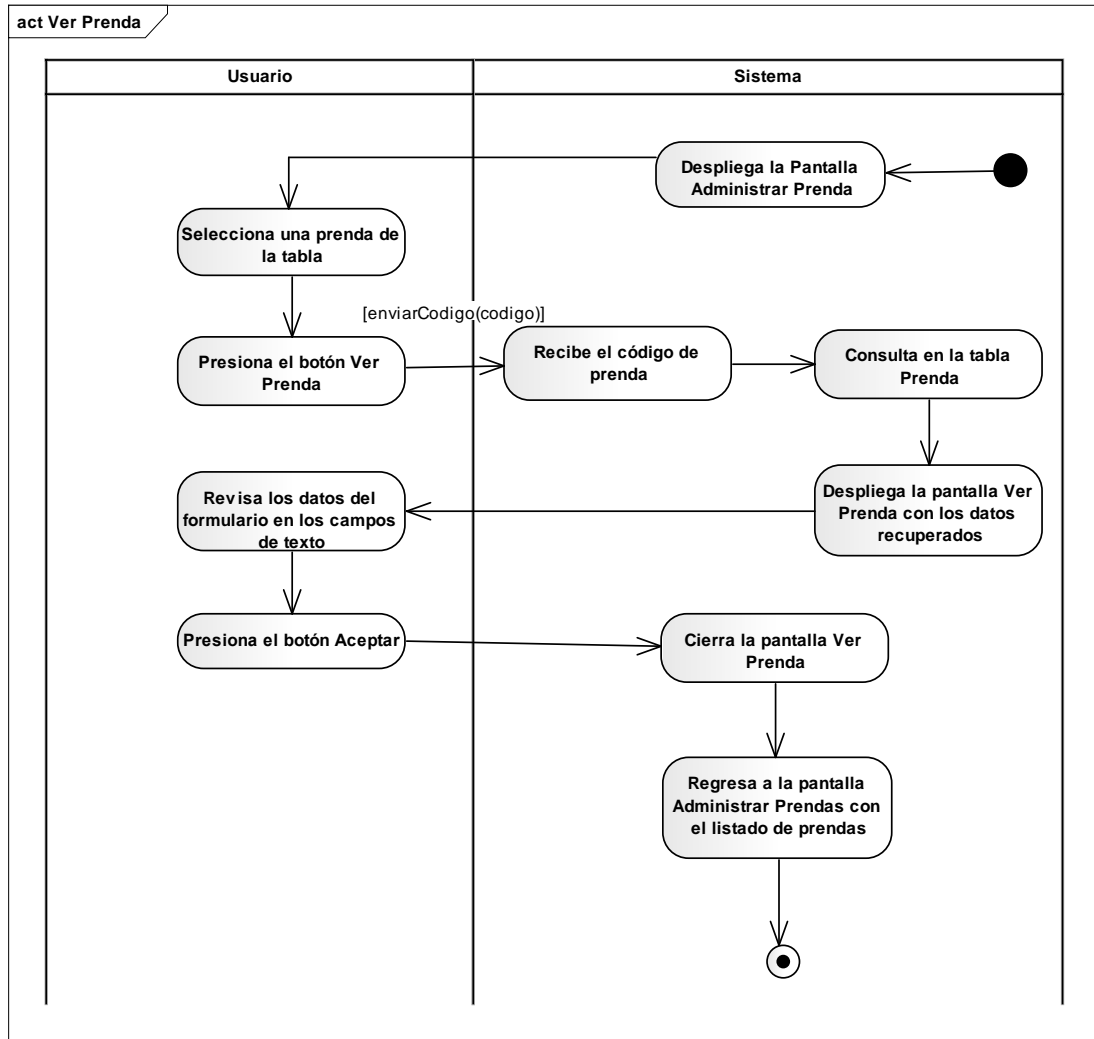 act Ver Prenda
Usuario
Sistema
Despliega la Pantalla
Administrar Prenda
Selecciona una prenda de
la tabla
[enviarCodigo(codigo)]
Presiona el botón Ver
Prenda
Recibe el código de
prenda
Consulta en la tabla
Prenda
Despliega la pantalla Ver
Prenda con los datos
recuperados
Revisa los datos del
formulario en los campos
de texto
Presiona el botón Aceptar
Cierra la pantalla Ver
Prenda
Regresa a la pantalla
Administrar Prendas con
el listado de prendas